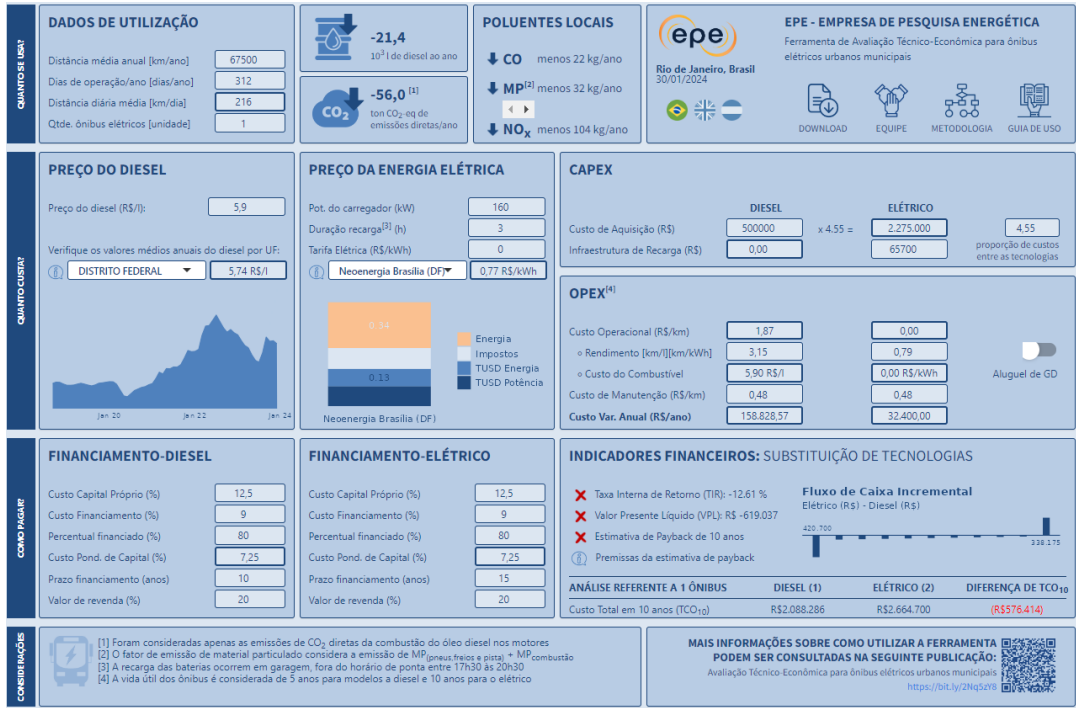 QUANTO SE USA?
DADOS DE UTILIZAÇÃO
Distância média anual [km/ano] 67500
Dias de operação/ano [dias/ano] 312
Distância diária média [km/dia] 216
Qtde. ônibus elétricos [unidade] 1
-21,4
10³ l de diesel ao ano
CO₂
-56,0 [1]
ton CO₂-eq de
emissões diretas/ano
POLUENTES LOCAIS
CO menos 22 kg/ano
MP[2] menos 32 kg/ano
NOx menos 104 kg/ano
epe
Rio de Janeiro, Brasil
30/01/2024
EPE - EMPRESA DE PESQUISA ENERGÉTICA
Ferramenta de Avaliação Técnico-Econômica para ônibus
elétricos urbanos municipais
DOWNLOAD EQUIPE METODOLOGIA GUIA DE USO
QUANTO CUSTA?
PREÇO DO DIESEL
Preço do diesel (R$/l): 5,9
Verifique os valores médios anuais do diesel por UF:
DISTRITO FEDERAL 5,74 R$/l
Jan 20 Jan 22 Jan 24
PREÇO DA ENERGIA ELÉTRICA
Pot. do carregador (kW) 160
Duração recarga[3] (h) 3
Tarifa Elétrica (R$/kWh) 0
Neoenergia Brasília (DF) 0,77 R$/kWh
0.34
0.13
Energia
Impostos
TUSD Energia
TUSD Potência
Neoenergia Brasília (DF)
CAPEX
DIESEL ELÉTRICO
Custo de Aquisição (R$) 500000 x 4.55 = 2.275.000 4,55
Infraestrutura de Recarga (R$) 0,00 65700
proporção de custos
entre as tecnologias
OPEX[4]
Custo Operacional (R$/km) 1,87 0,00
Rendimento [km/l][km/kWh] 3,15 0,79
Custo do Combustível 5,90 R$/l 0,00 R$/kWh
Custo de Manutenção (R$/km) 0,48 0,48
Custo Var. Anual (R$/ano) 158.828,57 32.400,00
Aluguel de GD
COMO PAGAR?
FINANCIAMENTO-DIESEL
Custo Capital Próprio (%) 12,5
Custo Financiamento (%) 9
Percentual financiado (%) 80
Custo Pond. de Capital (%) 7,25
Prazo financiamento (anos) 10
Valor de revenda (%) 20
FINANCIAMENTO-ELÉTRICO
Custo Capital Próprio (%) 12,5
Custo Financiamento (%) 9
Percentual financiado (%) 80
Custo Pond. de Capital (%) 7,25
Prazo financiamento (anos) 15
Valor de revenda (%) 20
INDICADORES FINANCEIROS: SUBSTITUIÇÃO DE TECNOLOGIAS
Taxa Interna de Retorno (TIR): -12.61 %
Valor Presente Líquido (VPL): R$ -619.037
Estimativa de Payback de 10 anos
Premissas da estimativa de payback
Fluxo de Caixa Incremental
Elétrico (R$) - Diesel (R$)
420.700
338.175
ANÁLISE REFERENTE A 1 ÔNIBUS DIESEL (1) ELÉTRICO (2) DIFERENÇA DE TCO₁₀
Custo Total em 10 anos (TCO₁₀) R$2.088.286 R$2.664.700 (R$576.414)
CONSIDERAÇÕES
[1] Foram consideradas apenas as emissões de CO₂ diretas da combustão do óleo diesel nos motores
[2] O fator de emissão de material particulado considera a emissão de MP(pneus,freios e pista) + MPcombustão
[3] A recarga das baterias ocorrem em garagem, fora do horário de ponta entre 17h30 às 20h30
[4] A vida útil dos ônibus é considerada de 5 anos para modelos a diesel e 10 anos para o elétrico
MAIS INFORMAÇÕES SOBRE COMO UTILIZAR A FERRAMENTA
PODEM SER CONSULTADAS NA SEGUINTE PUBLICAÇÃO:
Avaliação Técnico-Econômica para ônibus elétricos urbanos municipais
https://bit.ly/2Nq5zY8